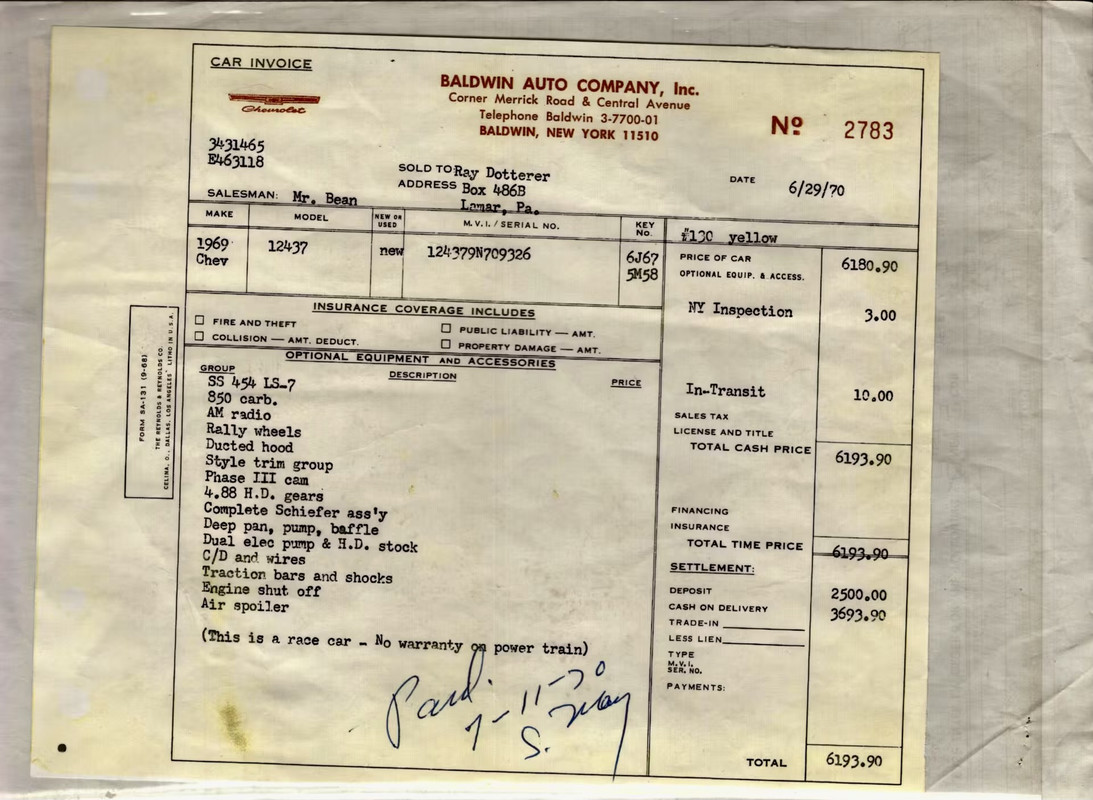 CAR INVOICE
Chevrolet
BALDWIN AUTO COMPANY, Inc.
Corner Merrick Road & Central Avenue
Telephone Baldwin 3-7700-01
BALDWIN, NEW YORK 11510
Nº 2783
3431465
E463118
SOLD TO Ray Dotterer
ADDRESS Box 486B
Lamar, Pa.
DATE 6/29/70
SALESMAN: Mr. Bean
MAKE MODEL NEW OR USED M.V.I. / SERIAL NO. KEY No.
1969 Chev 12437 new 124379N709326 6J67 5M58
#130 yellow
PRICE OF CAR 6180.90
OPTIONAL EQUIP. & ACCESS.
NY Inspection 3.00
In-Transit 10.00
SALES TAX
LICENSE AND TITLE
TOTAL CASH PRICE 6193.90
FINANCING
INSURANCE
TOTAL TIME PRICE 6193.90
SETTLEMENT:
DEPOSIT 2500.00
CASH ON DELIVERY 3693.90
TRADE-IN
LESS LIEN
TYPE
M.V.I.
SER. NO.
PAYMENTS:
TOTAL 6193.90
INSURANCE COVERAGE INCLUDES
FIRE AND THEFT
PUBLIC LIABILITY — AMT.
COLLISION — AMT. DEDUCT.
PROPERTY DAMAGE — AMT.
OPTIONAL EQUIPMENT AND ACCESSORIES
GROUP DESCRIPTION PRICE
SS 454 LS-7
850 carb.
AM radio
Rally wheels
Ducted hood
Style trim group
Phase III cam
4.88 H.D. gears
Complete Schiefer ass'y
Deep pan, pump, baffle
Dual elec pump & H.D. stock
C/D and wires
Traction bars and shocks
Engine shut off
Air spoiler
(This is a race car - No warranty on power train)
Paid
7-11-70
S.
FORM SA-131 (9-68)
THE REYNOLDS & REYNOLDS CO.
CELINA, O., DALLAS, LOS ANGELES LITHO IN U.S.A.